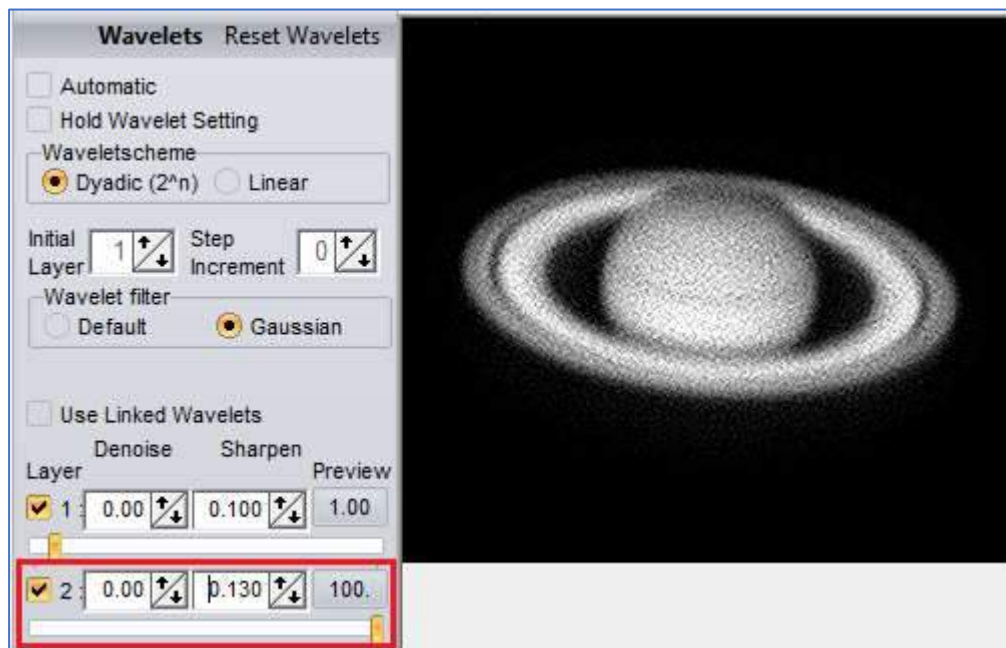 Wavelets Reset Wavelets
Automatic
Hold Wavelet Setting
Waveletscheme
Dyadic (2^n) Linear
Initial Layer 1 Step Increment 0
Wavelet filter
Default Gaussian
Use Linked Wavelets
Denoise Sharpen
Layer Preview
1 : 0.00 0.100 1.00
2 : 0.00 0.130 100.